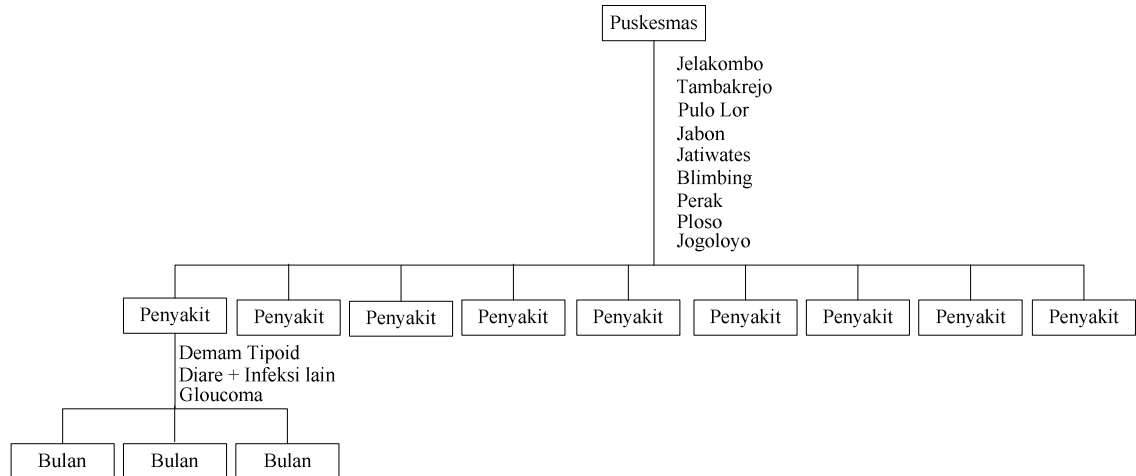 Puskesmas
Jelakombo
Tambakrejo
Pulo Lor
Jabon
Jatiwates
Blimbing
Perak
Ploso
Jogoloyo
Penyakit Penyakit Penyakit Penyakit Penyakit Penyakit Penyakit Penyakit Penyakit
Demam Tipoid
Diare + Infeksi lain
Gloucoma
Bulan Bulan Bulan